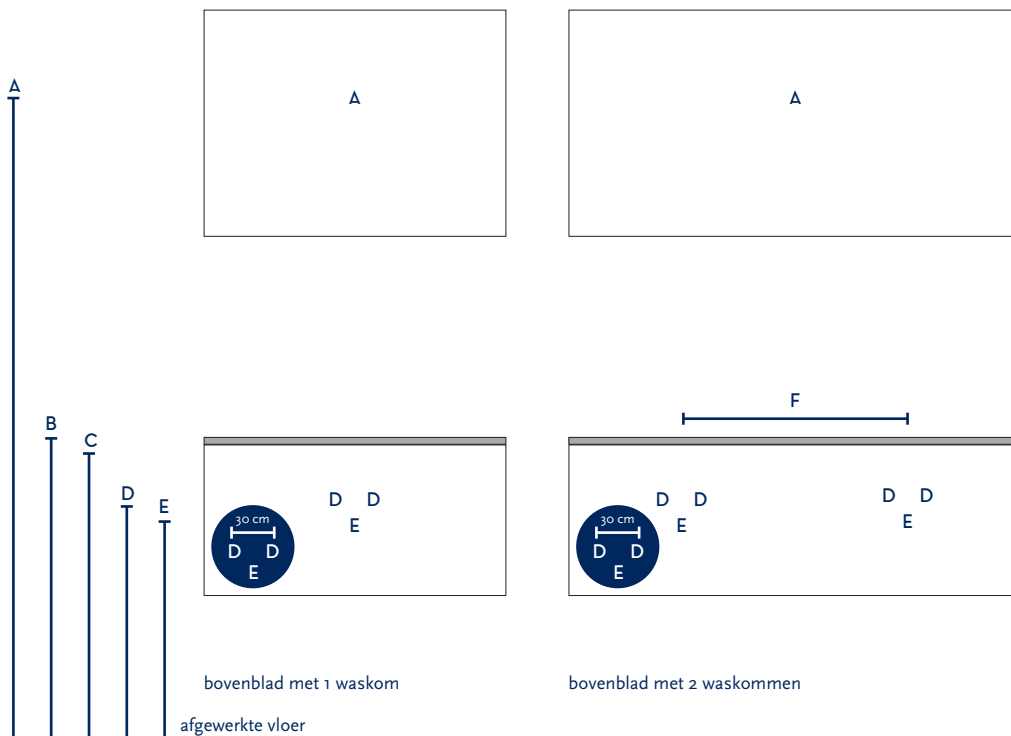 A
A
A
B
C
D
E
F
D D
E
30 cm
D D
E
D D
E
30 cm
D D
E
D D
E
bovenblad met 1 waskom
bovenblad met 2 waskommen
afgewerkte vloer